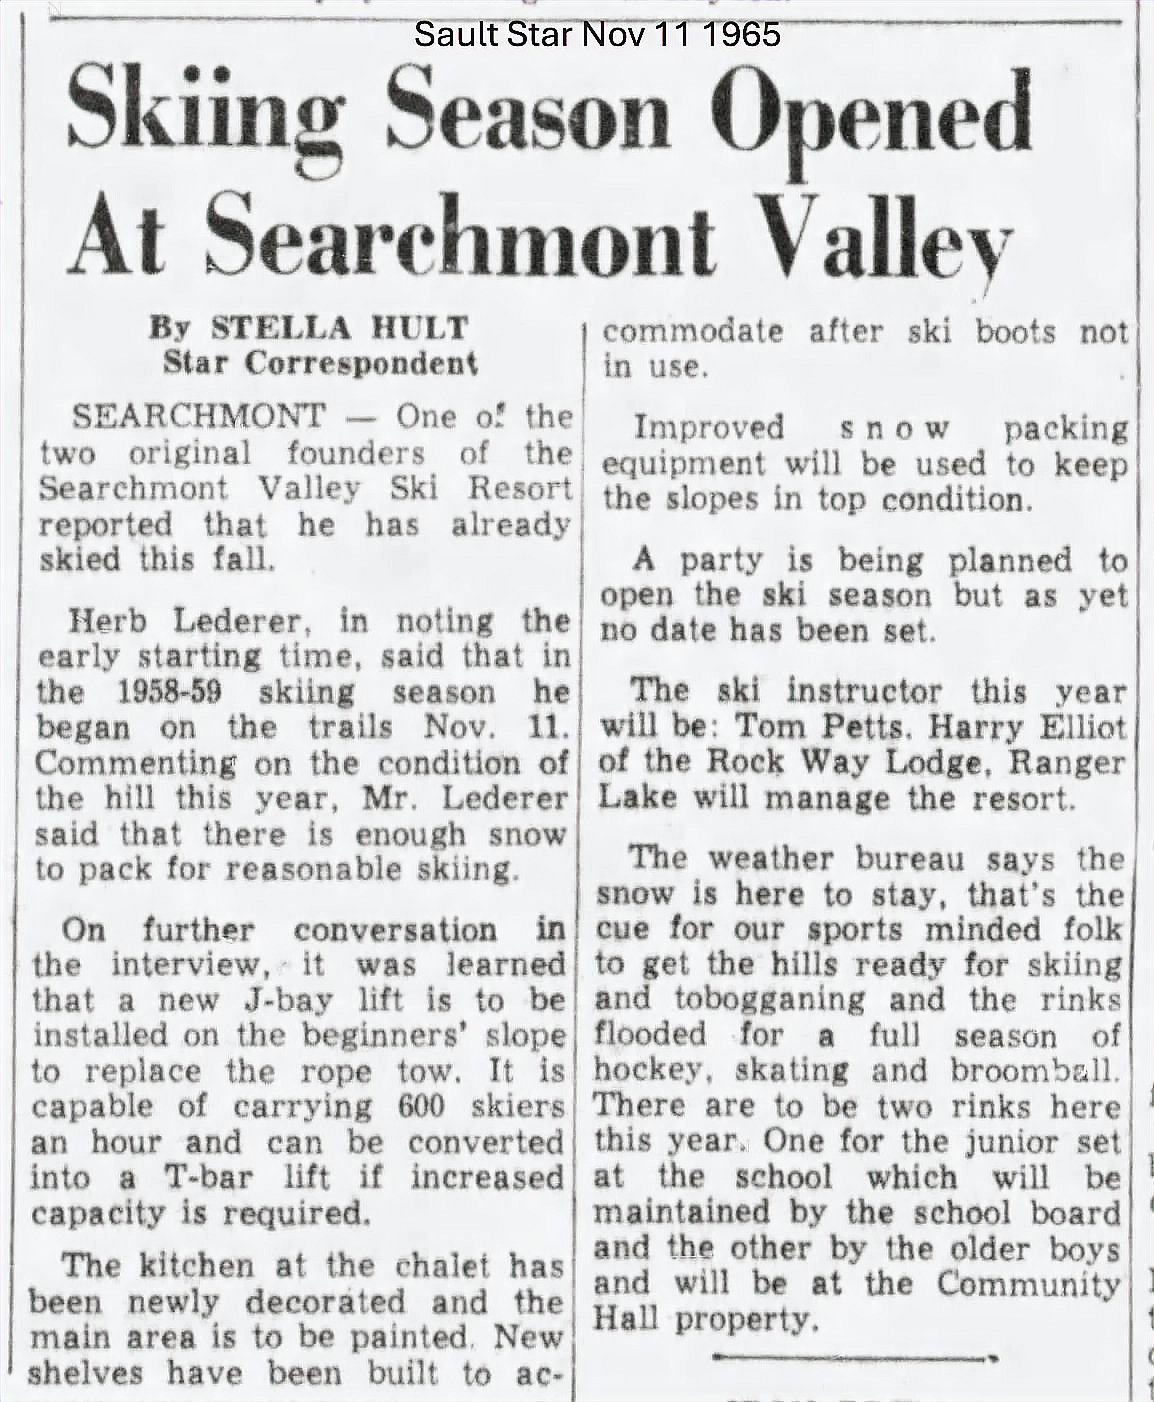 Sault Star Nov 11 1965
Skiing Season Opened
At Searchmont Valley
By STELLA HULT
Star Correspondent
SEARCHMONT — One of the
two original founders of the
Searchmont Valley Ski Resort
reported that he has already
skied this fall.
Herb Lederer, in noting the
early starting time, said that in
the 1958-59 skiing season he
began on the trails Nov. 11.
Commenting on the condition of
the hill this year, Mr. Lederer
said that there is enough snow
to pack for reasonable skiing.
On further conversation in
the interview, it was learned
that a new J-bay lift is to be
installed on the beginners' slope
to replace the rope tow. It is
capable of carrying 600 skiers
an hour and can be converted
into a T-bar lift if increased
capacity is required.
The kitchen at the chalet has
been newly decorated and the
main area is to be painted. New
shelves have been built to ac-
commodate after ski boots not
in use.
Improved snow packing
equipment will be used to keep
the slopes in top condition.
A party is being planned to
open the ski season but as yet
no date has been set.
The ski instructor this year
will be: Tom Petts. Harry Elliot
of the Rock Way Lodge, Ranger
Lake will manage the resort.
The weather bureau says the
snow is here to stay, that's the
cue for our sports minded folk
to get the hills ready for skiing
and tobogganing and the rinks
flooded for a full season of
hockey, skating and broomball.
There are to be two rinks here
this year. One for the junior set
at the school which will be
maintained by the school board
and the other by the older boys
and will be at the Community
Hall property.